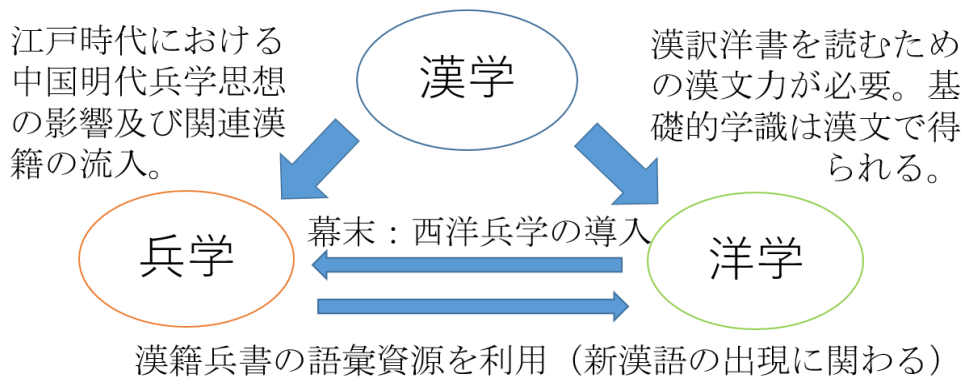 江戸時代における
中国明代兵学思想
の影響及び関連漢
籍の流入。
漢学
漢訳洋書を読むため
の漢文力が必要。基
礎的学識は漢文で得
られる。
兵学
幕末：西洋兵学の導入
洋学
漢籍兵書の語彙資源を利用（新漢語の出現に関わる）